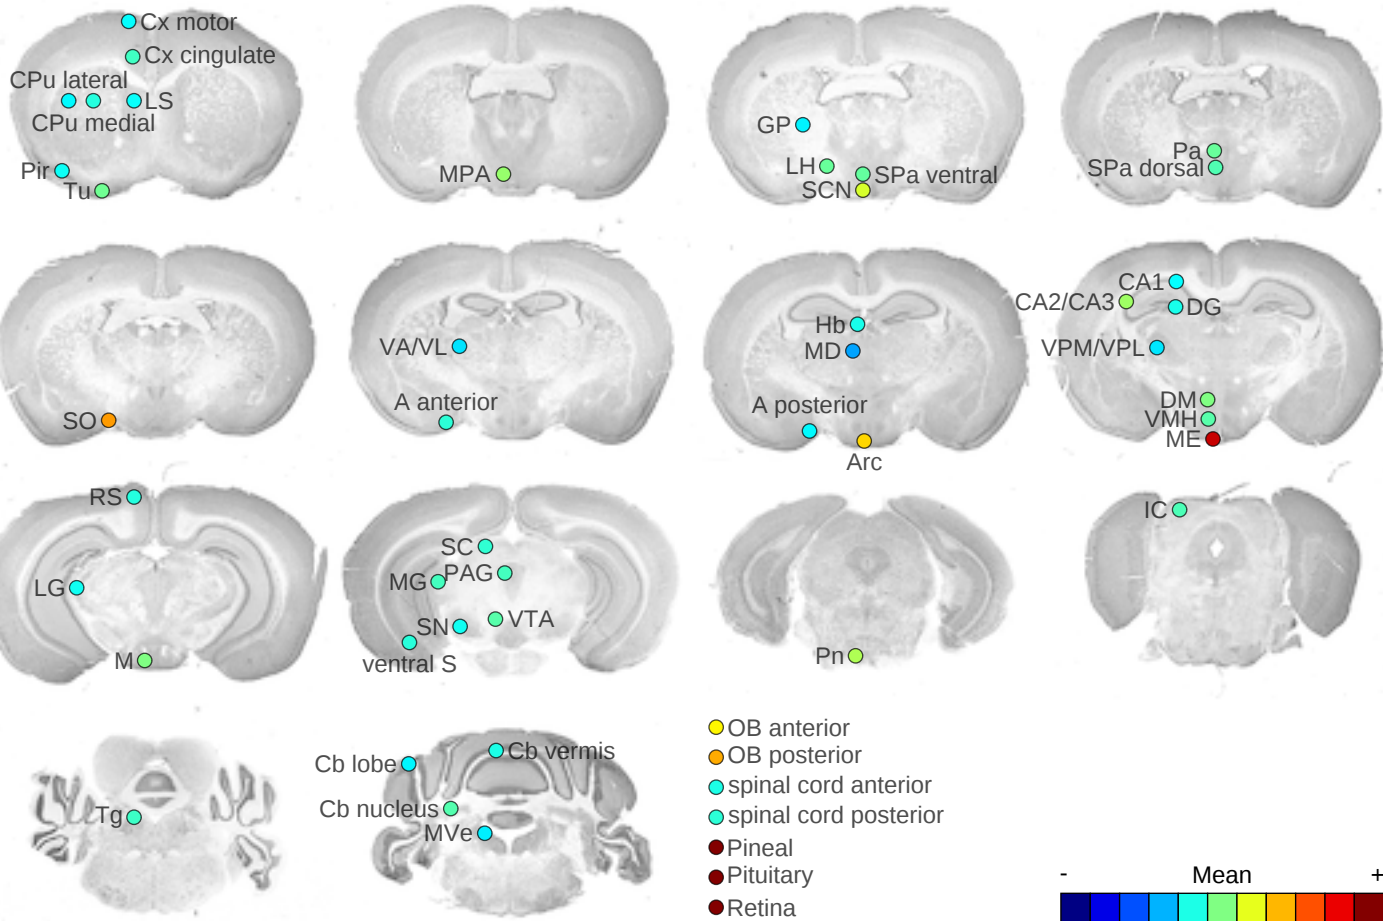 Cx motor
Cx cingulate
CPu lateral
LS
CPu medial
Pir
Tu
MPA
GP
LH
SPa ventral
SCN
Pa
SPa dorsal
SO
VA/VL
A anterior
Hb
MD
A posterior
Arc
CA1
CA2/CA3
DG
VPM/VPL
DM
VMH
ME
RS
LG
M
SC
MG
PAG
SN
VTA
ventral S
Pn
IC
Tg
Cb lobe
Cb vermis
Cb nucleus
MVe
OB anterior
OB posterior
spinal cord anterior
spinal cord posterior
Pineal
Pituitary
Retina
- Mean +